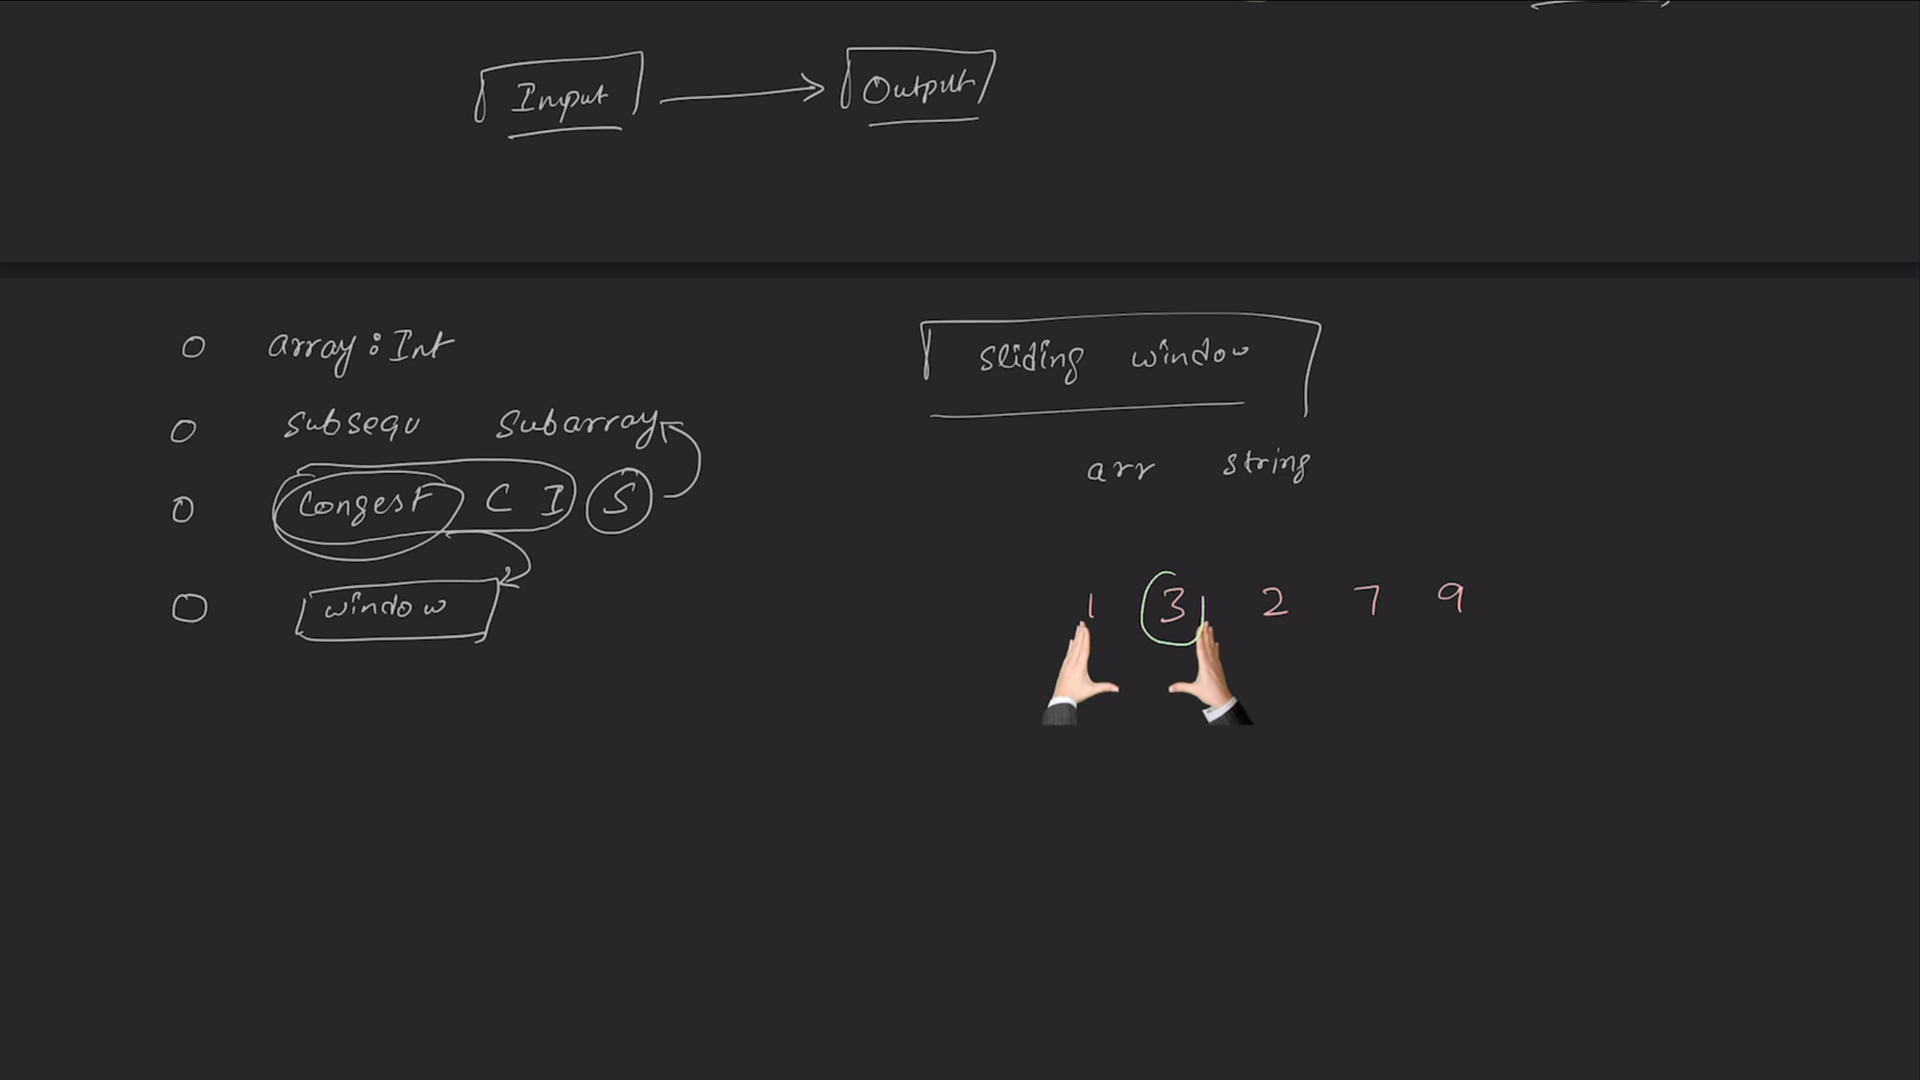 Input Output
array: Int
subsequ subarray
Longest C I S
window
sliding window
arr string
1 3 2 7 9